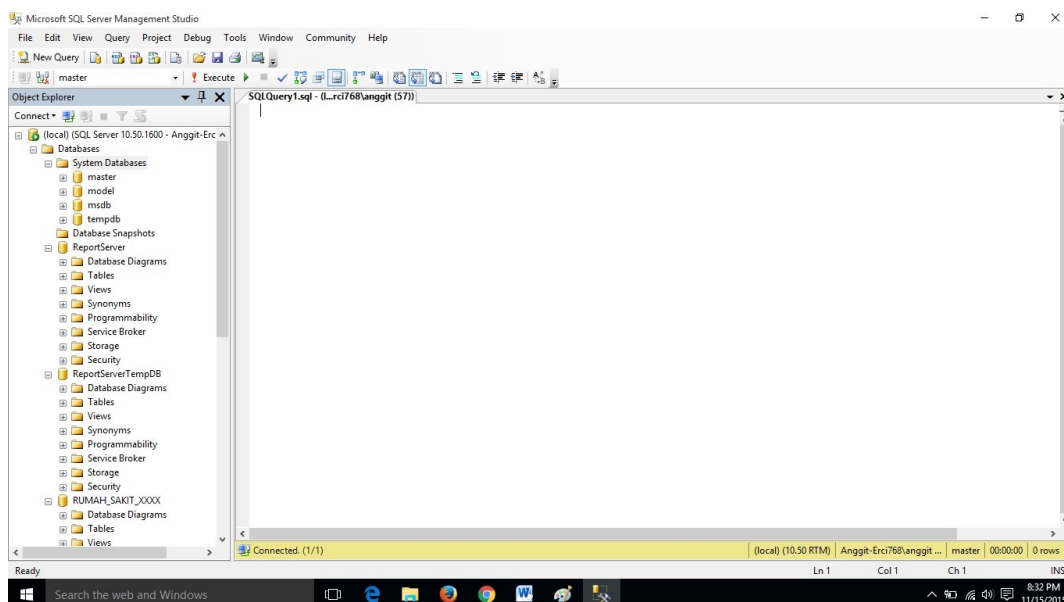 Microsoft SQL Server Management Studio
File Edit View Query Project Debug Tools Window Community Help
New Query
master Execute
Object Explorer
SQLQuery1.sql - (l...rci768\anggit (57))
Connect
(local) (SQL Server 10.50.1600 - Anggit-Erc
Databases
System Databases
master
model
msdb
tempdb
Database Snapshots
ReportServer
Database Diagrams
Tables
Views
Synonyms
Programmability
Service Broker
Storage
Security
ReportServerTempDB
Database Diagrams
Tables
Views
Synonyms
Programmability
Service Broker
Storage
Security
RUMAH_SAKIT_XXXX
Database Diagrams
Tables
Views
Connected. (1/1) (local) (10.50 RTM) Anggit-Erci768\anggit ... master 00:00:00 0 rows
Ready Ln 1 Col 1 Ch 1 INS
Search the web and Windows
8:32 PM